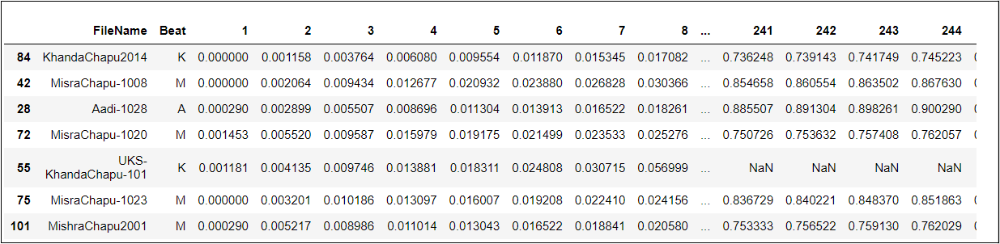 FileName Beat 1 2 3 4 5 6 7 8 ... 241 242 243 244
84 KhandaChapu2014 K 0.000000 0.001158 0.003764 0.006080 0.009554 0.011870 0.015345 0.017082 ... 0.736248 0.739143 0.741749 0.745223
42 MisraChapu-1008 M 0.000000 0.002064 0.009434 0.012677 0.020932 0.023880 0.026828 0.030366 ... 0.854658 0.860554 0.863502 0.867630
28 Aadi-1028 A 0.000290 0.002899 0.005507 0.008696 0.011304 0.013913 0.016522 0.018261 ... 0.885507 0.891304 0.898261 0.900290
72 MisraChapu-1020 M 0.001453 0.005520 0.009587 0.015979 0.019175 0.021499 0.023533 0.025276 ... 0.750726 0.753632 0.757408 0.762057
UKS-
55 KhandaChapu-101 K 0.001181 0.004135 0.009746 0.013881 0.018311 0.024808 0.030715 0.056999 ... NaN NaN NaN NaN
75 MisraChapu-1023 M 0.000000 0.003201 0.010186 0.013097 0.016007 0.019208 0.022410 0.024156 ... 0.836729 0.840221 0.848370 0.851863
101 MishraChapu2001 M 0.000290 0.005217 0.008986 0.011014 0.013043 0.016522 0.018841 0.020580 ... 0.753333 0.756522 0.759130 0.762029